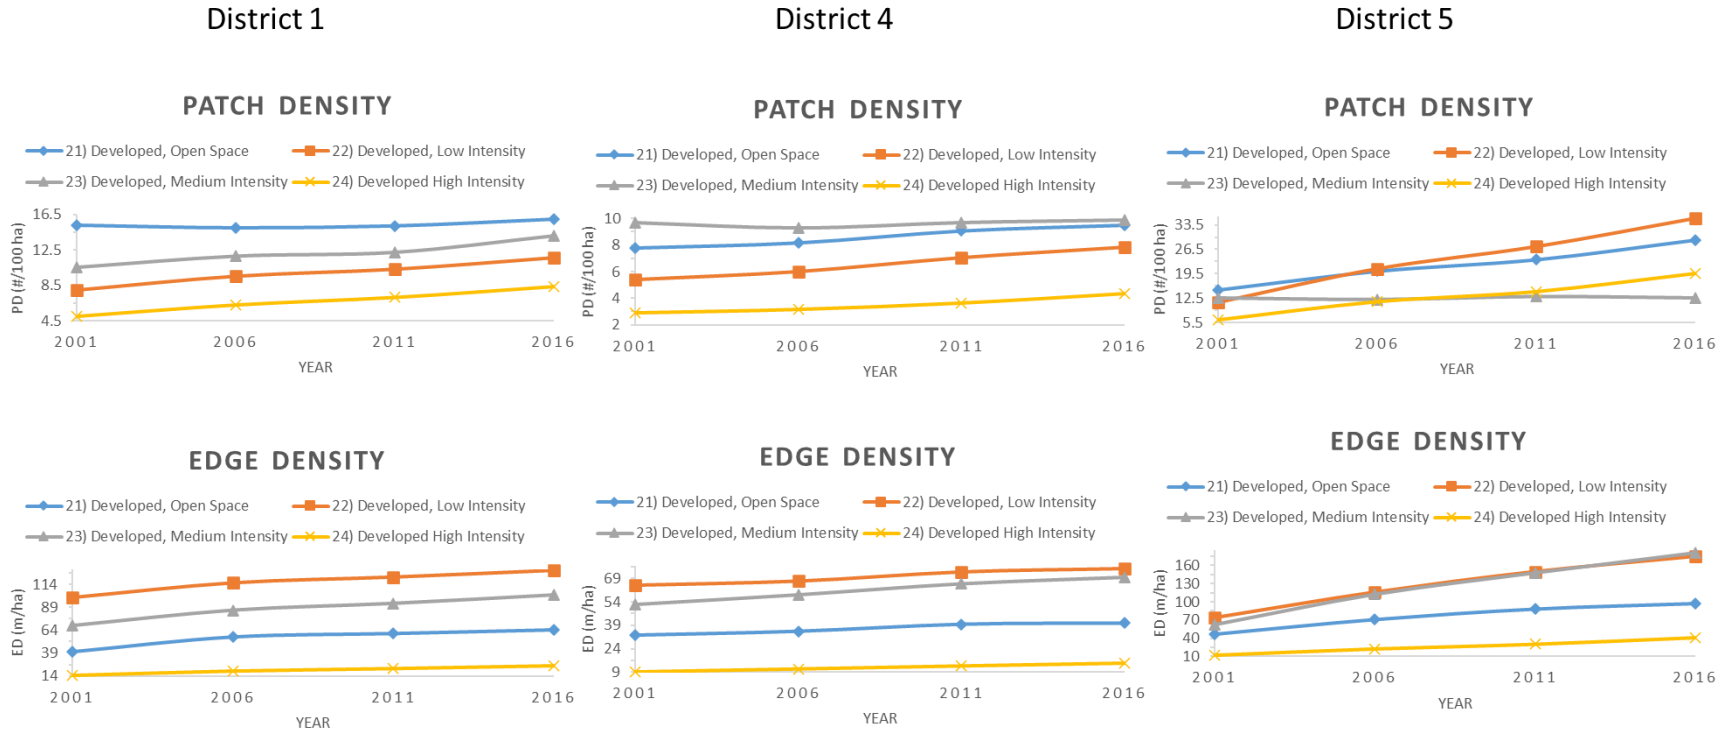 District 1
District 4
District 5
PATCH DENSITY
21) Developed, Open Space
22) Developed, Low Intensity
23) Developed, Medium Intensity
24) Developed High Intensity
PD (#/100 ha)
16.5
12.5
8.5
4.5
2001
2006
2011
2016
YEAR
PATCH DENSITY
21) Developed, Open Space
22) Developed, Low Intensity
23) Developed, Medium Intensity
24) Developed High Intensity
PD (#/100 ha)
10
8
6
4
2
2001
2006
2011
2016
YEAR
PATCH DENSITY
21) Developed, Open Space
22) Developed, Low Intensity
23) Developed, Medium Intensity
24) Developed High Intensity
PD (#/100 ha)
33.5
26.5
19.5
12.5
5.5
2001
2006
2011
2016
YEAR
EDGE DENSITY
21) Developed, Open Space
22) Developed, Low Intensity
23) Developed, Medium Intensity
24) Developed High Intensity
ED (m/ha)
114
89
64
39
14
2001
2006
2011
2016
YEAR
EDGE DENSITY
21) Developed, Open Space
22) Developed, Low Intensity
23) Developed, Medium Intensity
24) Developed High Intensity
ED (m/ha)
69
54
39
24
9
2001
2006
2011
2016
YEAR
EDGE DENSITY
21) Developed, Open Space
22) Developed, Low Intensity
23) Developed, Medium Intensity
24) Developed High Intensity
ED (m/ha)
160
130
100
70
40
10
2001
2006
2011
2016
YEAR